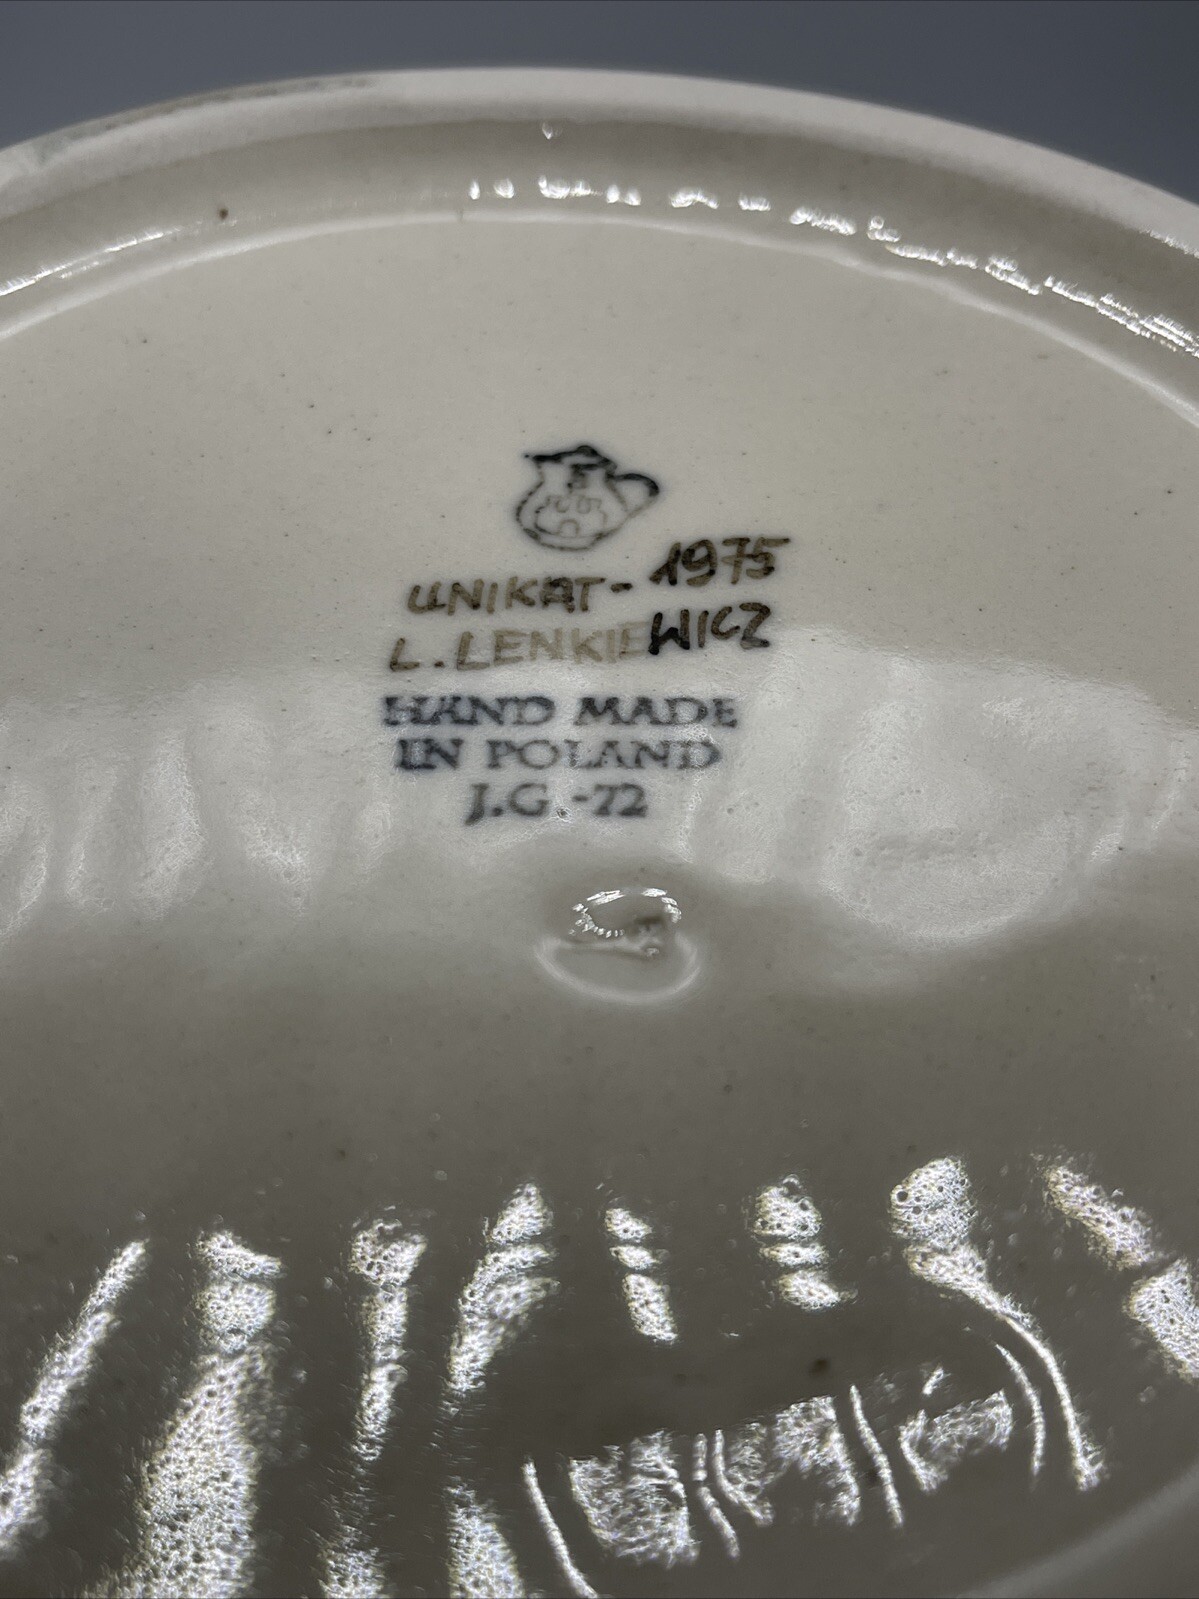 UNIKAT - 1975
L. LENKIEWICZ
HAND MADE
IN POLAND
J.G.-72